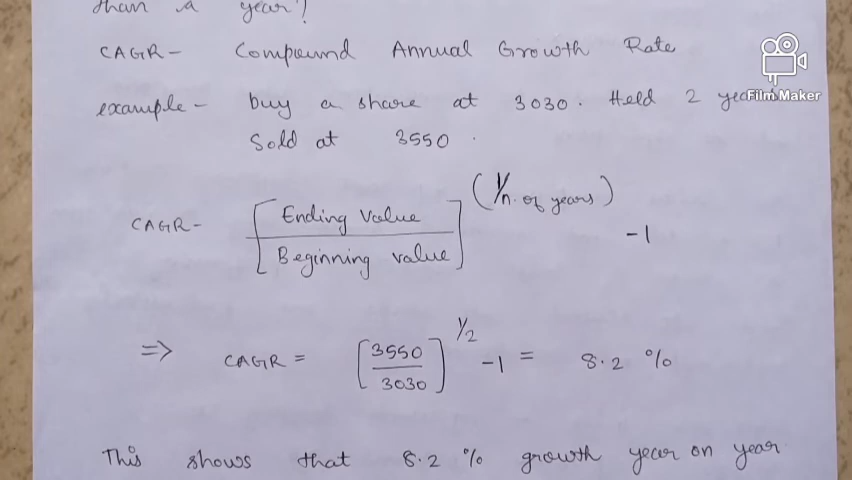 than a year?
CAGR- Compound Annual Growth Rate
example- buy a share at 3030. Held 2
Sold at 3550.
CAGR- [Ending Value / Beginning value]^(1/n. of years) -1
=> CAGR = [3550 / 3030]^1/2 -1 = 8.2 %
This shows that 8.2 % growth year on year
Film Maker